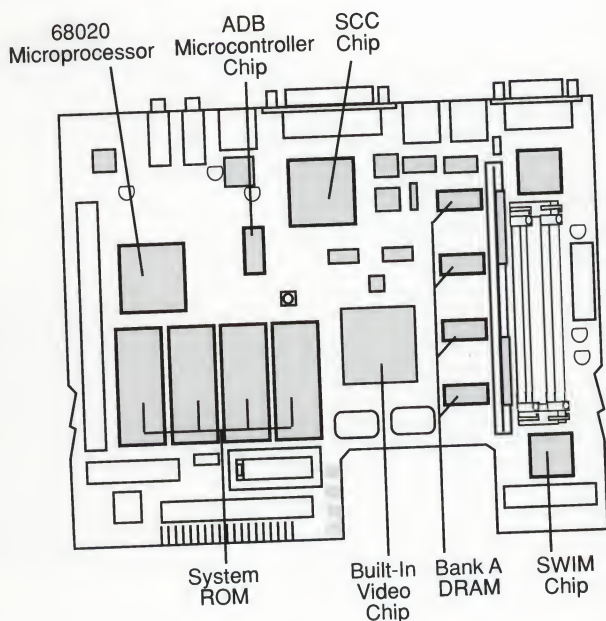 68020
Microprocessor
ADB
Microcontroller
Chip
SCC
Chip
System
ROM
Built-In
Video
Chip
Bank A
DRAM
SWIM
Chip